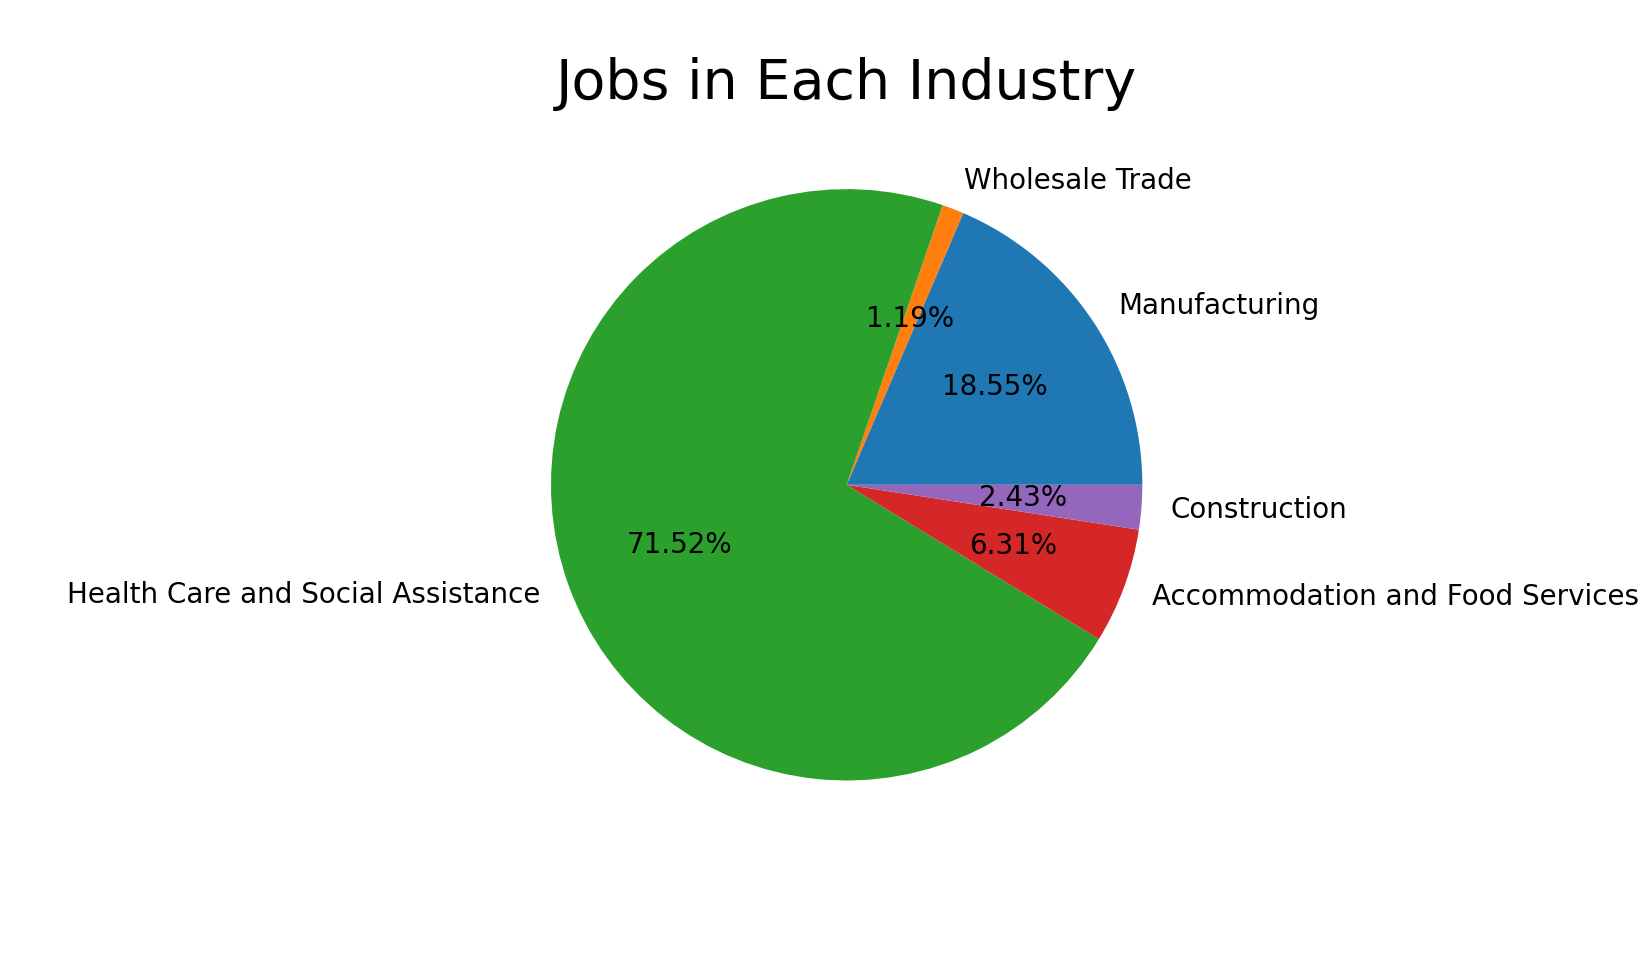 Jobs in Each Industry
Wholesale Trade
Manufacturing
1.19%
18.55%
2.43%
Construction
71.52%
6.31%
Health Care and Social Assistance
Accommodation and Food Services